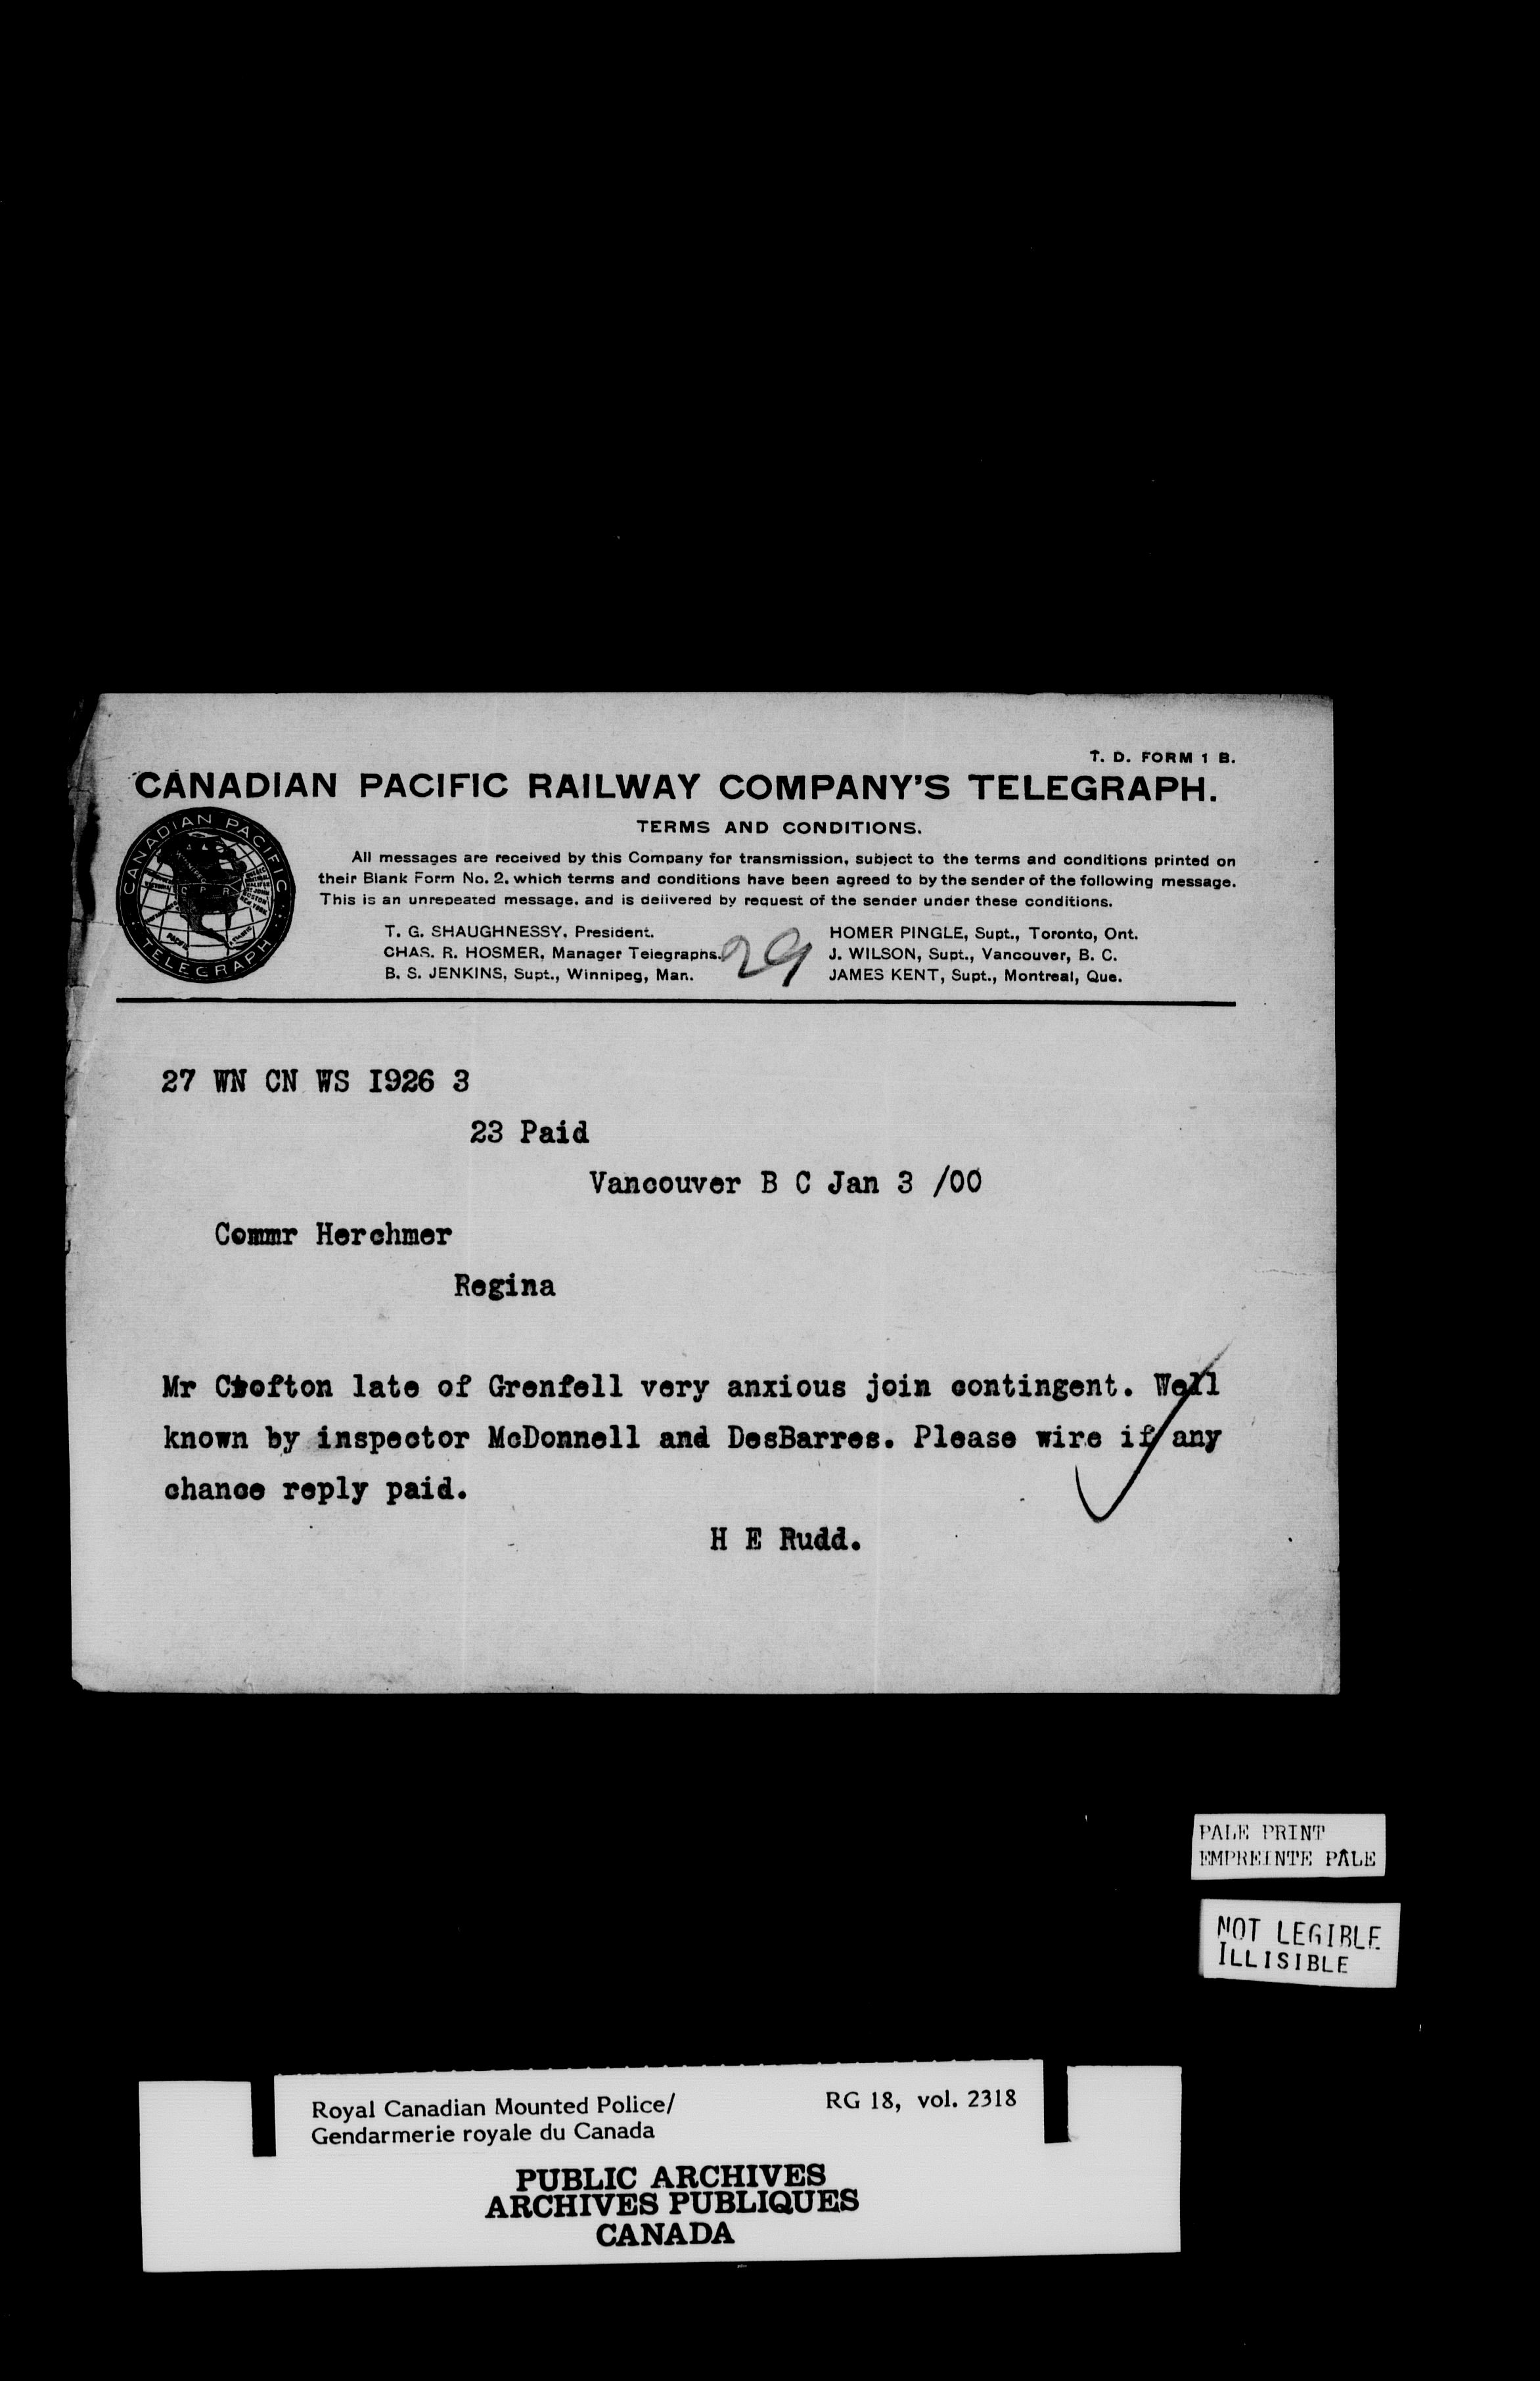 T. D. FORM 1 B.
CANADIAN PACIFIC RAILWAY COMPANY'S TELEGRAPH.
TERMS AND CONDITIONS.
All messages are received by this Company for transmission, subject to the terms and conditions printed on
their Blank Form No. 2, which terms and conditions have been agreed to by the sender of the following message.
This is an unrepeated message, and is delivered by request of the sender under these conditions.
CANADIAN PACIFIC
C P R
TELEGRAPH
T. G. SHAUGHNESSY, President.
CHAS. R. HOSMER, Manager Telegraphs.
B. S. JENKINS, Supt., Winnipeg, Man.
29
HOMER PINGLE, Supt., Toronto, Ont.
J. WILSON, Supt., Vancouver, B. C.
JAMES KENT, Supt., Montreal, Que.
27 WN CN WS I926 3
23 Paid
Vancouver B C Jan 3 /00
Commr Herchmer
Regina
Mr Crofton late of Grenfell very anxious join contingent. Well
known by inspector McDonnell and DesBarres. Please wire if any
chance reply paid.
H E Rudd.
PALE PRINT
EMPREINTE PÂLE
NOT LEGIBLE
ILLISIBLE
Royal Canadian Mounted Police/
Gendarmerie royale du Canada
RG 18, vol. 2318
PUBLIC ARCHIVES
ARCHIVES PUBLIQUES
CANADA